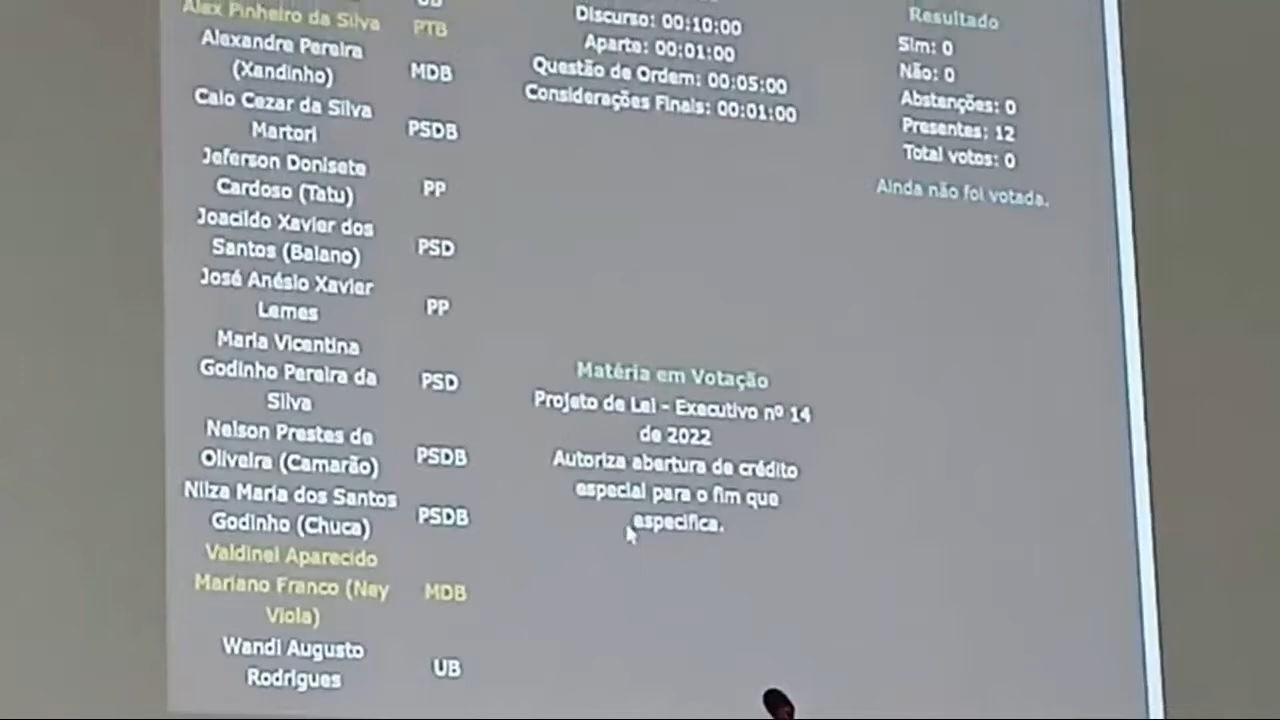 UB
Alex Pinheiro da Silva PTB
Alexandre Pereira
(Xandinho) MDB
Caio Cezar da Silva
Martori PSDB
Jeferson Donisete
Cardoso (Tatu) PP
Joacildo Xavier dos
Santos (Baiano) PSD
José Anésio Xavier
Lemes PP
Maria Vicentina
Godinho Pereira da PSD
Silva
Nelson Prestes de
Oliveira (Camarão) PSDB
Nilza Maria dos Santos
Godinho (Chuca) PSDB
Valdinei Aparecido
Mariano Franco (Ney MDB
Viola)
Wandi Augusto
Rodrigues UB
Discurso: 00:10:00
Aparte: 00:01:00
Questão de Ordem: 00:05:00
Considerações Finais: 00:01:00
Matéria em Votação
Projeto de Lei - Executivo nº 14
de 2022
Autoriza abertura de crédito
especial para o fim que
especifica.
Resultado
Sim: 0
Não: 0
Abstenções: 0
Presentes: 12
Total votos: 0
Ainda não foi votada.